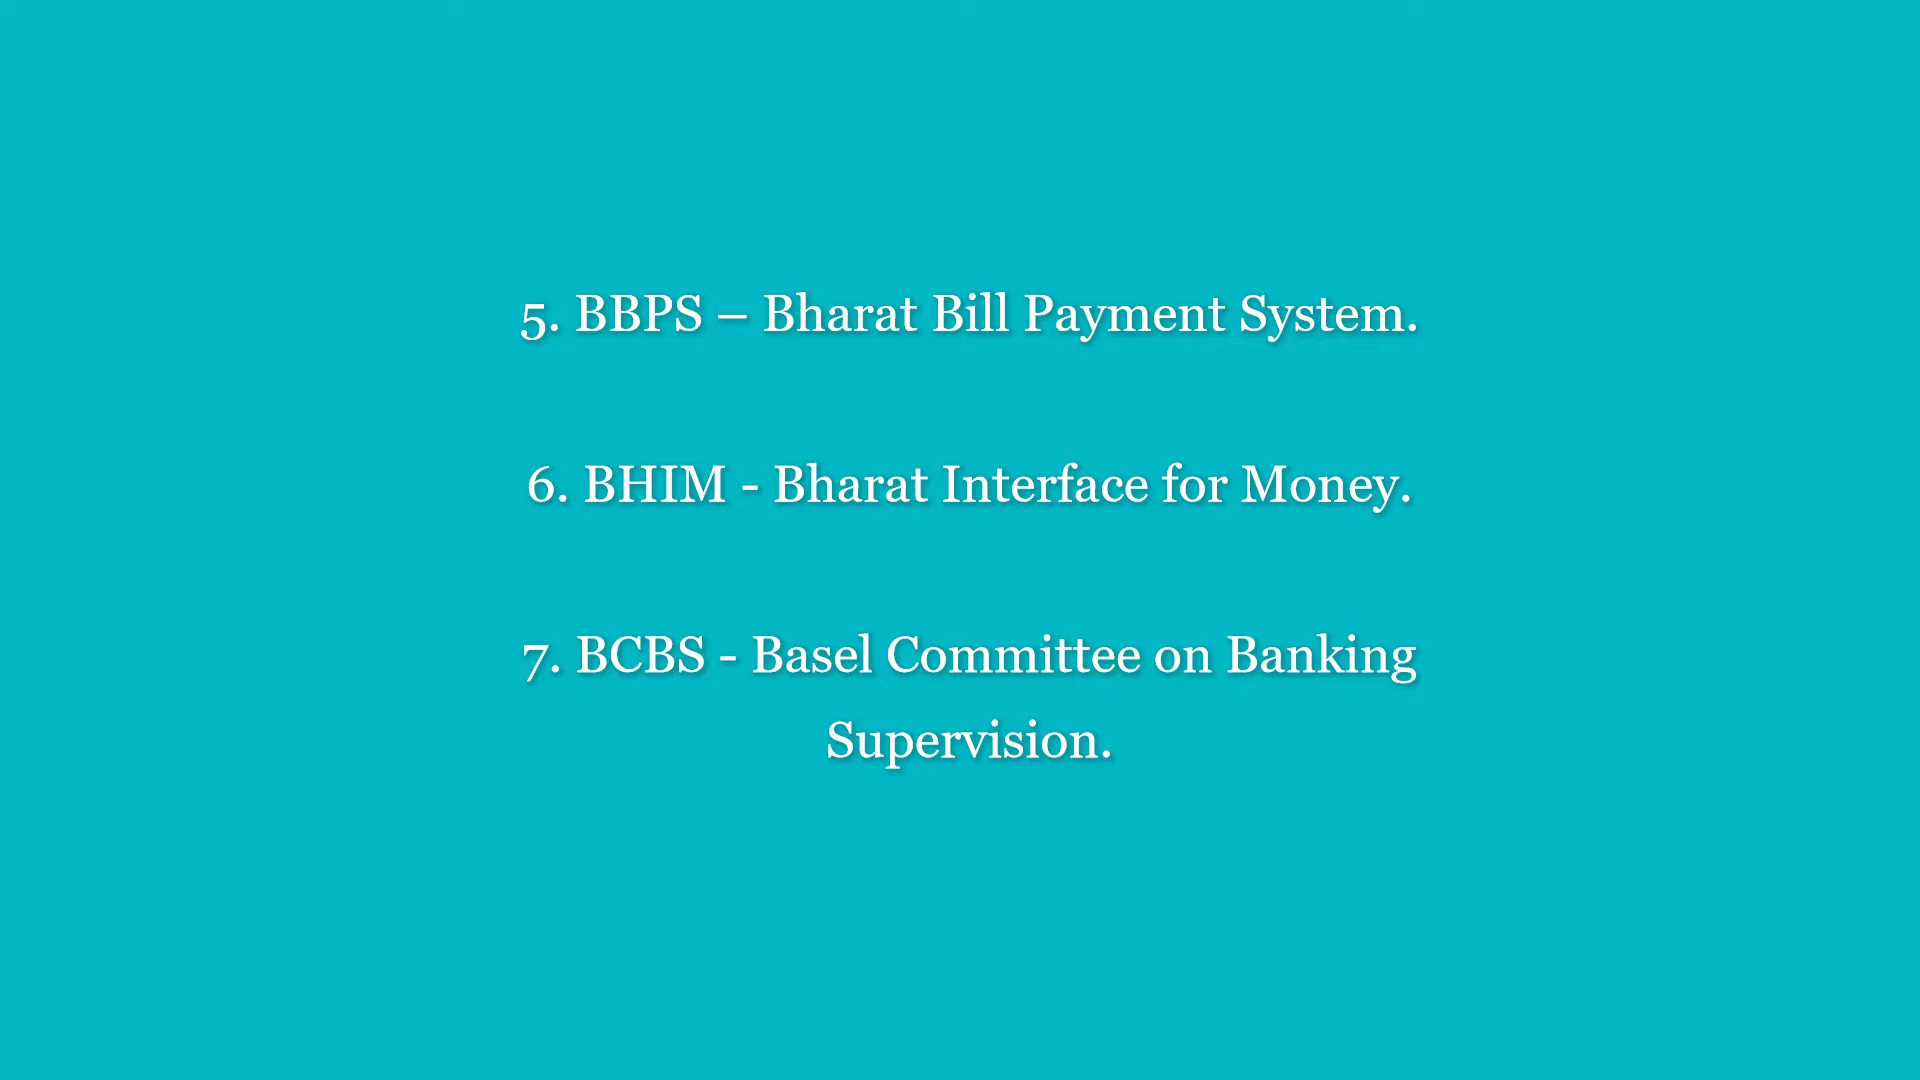 5. BBPS – Bharat Bill Payment System.
6. BHIM - Bharat Interface for Money.
7. BCBS - Basel Committee on Banking
Supervision.